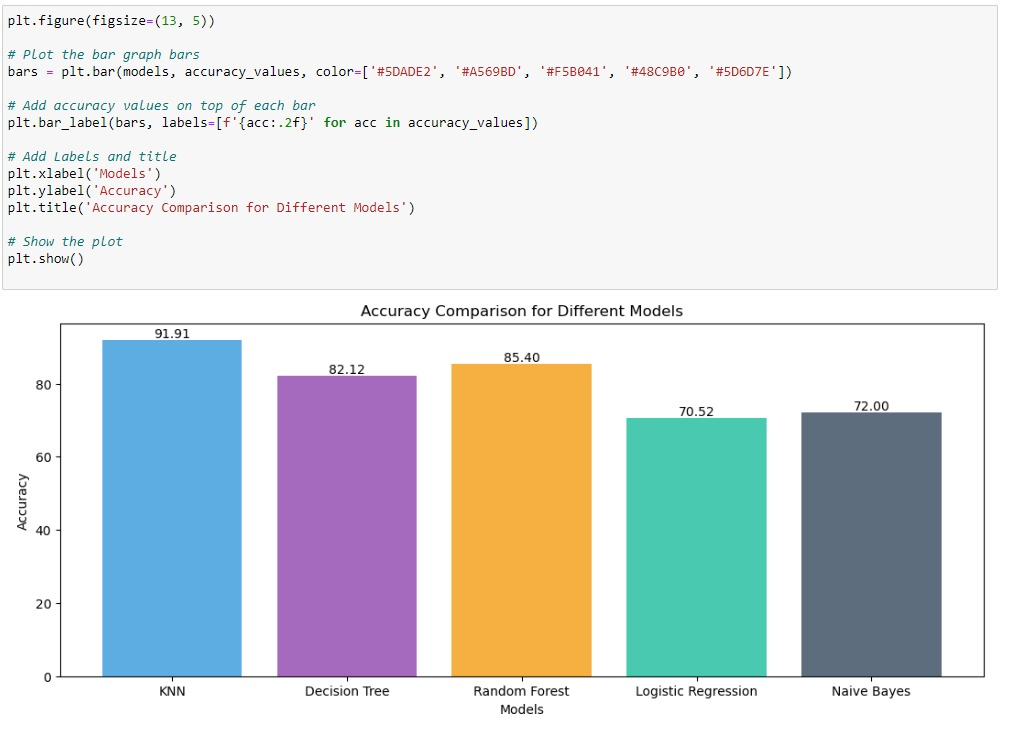 plt.figure(figsize=(13, 5))
# Plot the bar graph bars
bars = plt.bar(models, accuracy_values, color=['#5DADE2', '#A569BD', '#F5B041', '#48C9B0', '#5D6D7E'])
# Add accuracy values on top of each bar
plt.bar_label(bars, labels=[f'{acc:.2f}' for acc in accuracy_values])
# Add Labels and title
plt.xlabel('Models')
plt.ylabel('Accuracy')
plt.title('Accuracy Comparison for Different Models')
# Show the plot
plt.show()
Accuracy Comparison for Different Models
91.91
82.12
85.40
70.52
72.00
80
60
40
20
0
Accuracy
KNN
Decision Tree
Random Forest
Logistic Regression
Naive Bayes
Models